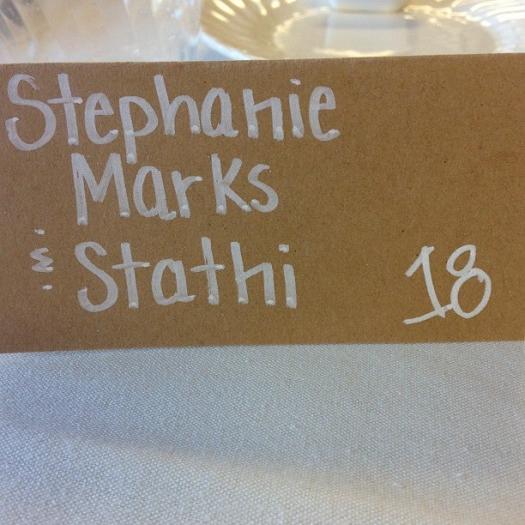 Stephanie
Marks
& Stathi
18